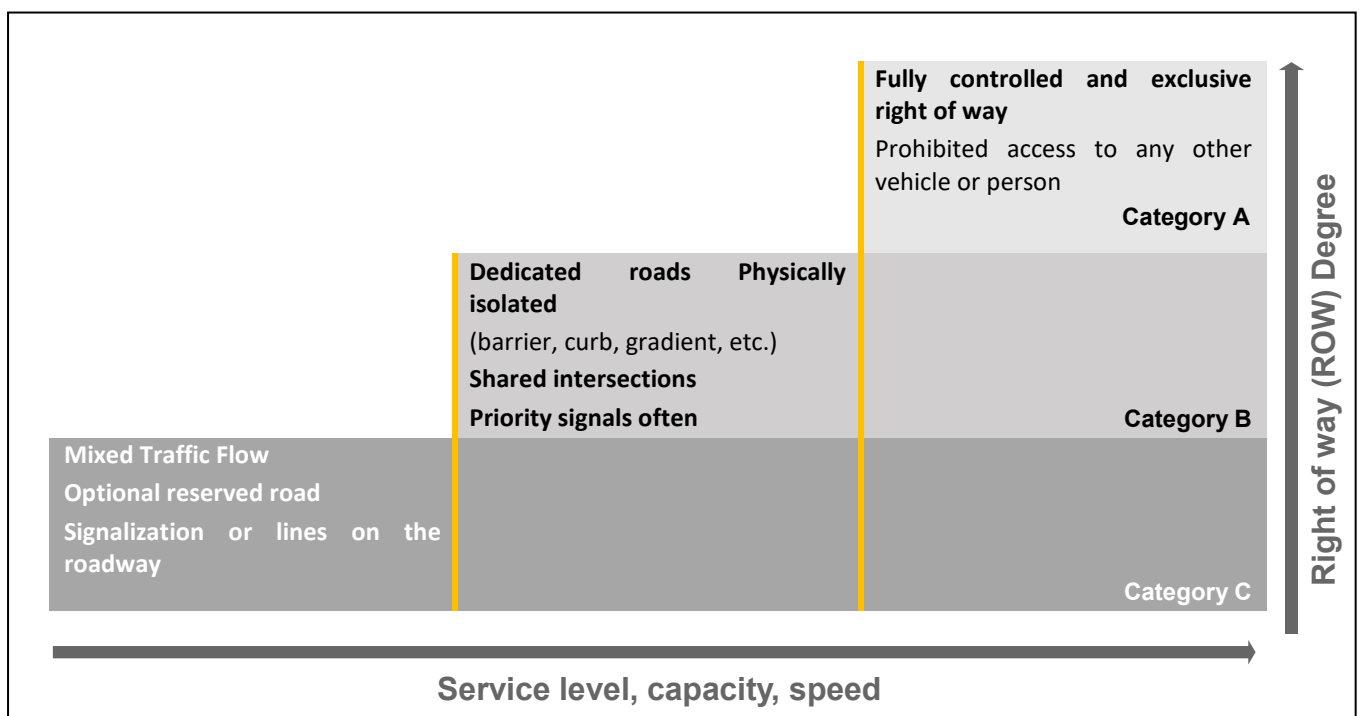 Fully controlled and exclusive
right of way
Prohibited access to any other
vehicle or person
Category A
Dedicated roads Physically
isolated
(barrier, curb, gradient, etc.)
Shared intersections
Priority signals often
Category B
Mixed Traffic Flow
Optional reserved road
Signalization or lines on the
roadway
Category C
Right of way (ROW) Degree
Service level, capacity, speed